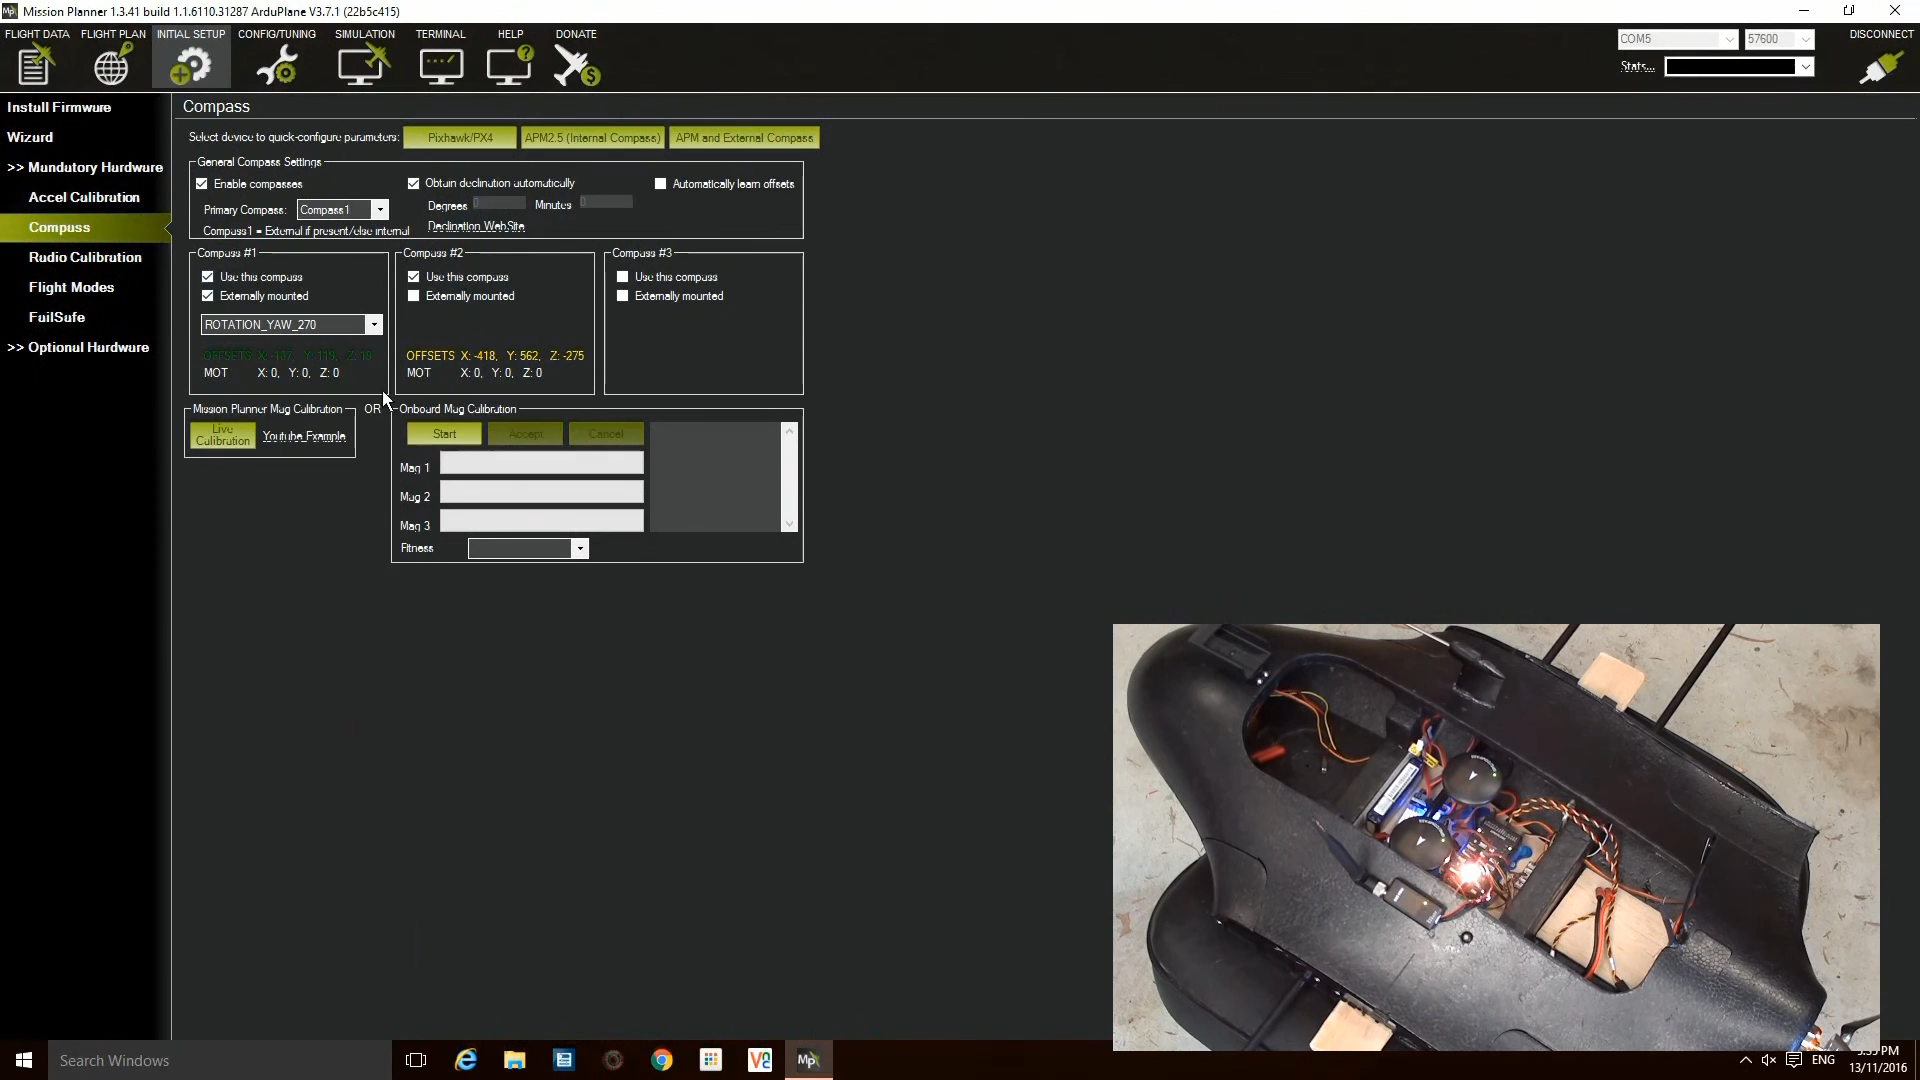 Mission Planner 1.3.41 build 1.1.6110.31287 ArduPlane V3.7.1 (22b5c415)
FLIGHT DATA FLIGHT PLAN INITIAL SETUP CONFIG/TUNING SIMULATION TERMINAL HELP DONATE
COM5 57600 DISCONNECT
Stats...
Install Firmware
Wizard
>> Mandatory Hardware
Accel Calibration
Compass
Radio Calibration
Flight Modes
FailSafe
>> Optional Hardware
Compass
Select device to quick-configure parameters: Pixhawk/PX4 APM2.5 (Internal Compass) APM and External Compass
General Compass Settings
Enable compasses Obtain declination automatically Automatically learn offsets
Primary Compass: Compass1 Degrees 0 Minutes 0
Compass1 = External if present/else internal Declination WebSite
Compass #1 Compass #2 Compass #3
Use this compass Use this compass Use this compass
Externally mounted Externally mounted Externally mounted
ROTATION_YAW_270
OFFSETS X: -137, Y: 119, Z: 19 OFFSETS X: -418, Y: 562, Z: -275
MOT X: 0, Y: 0, Z: 0 MOT X: 0, Y: 0, Z: 0
Mission Planner Mag Calibration OR Onboard Mag Calibration
Live Calibration Youtube Example Start Accept Cancel
Mag 1
Mag 2
Mag 3
Fitness
Search Windows
ENG
13/11/2016